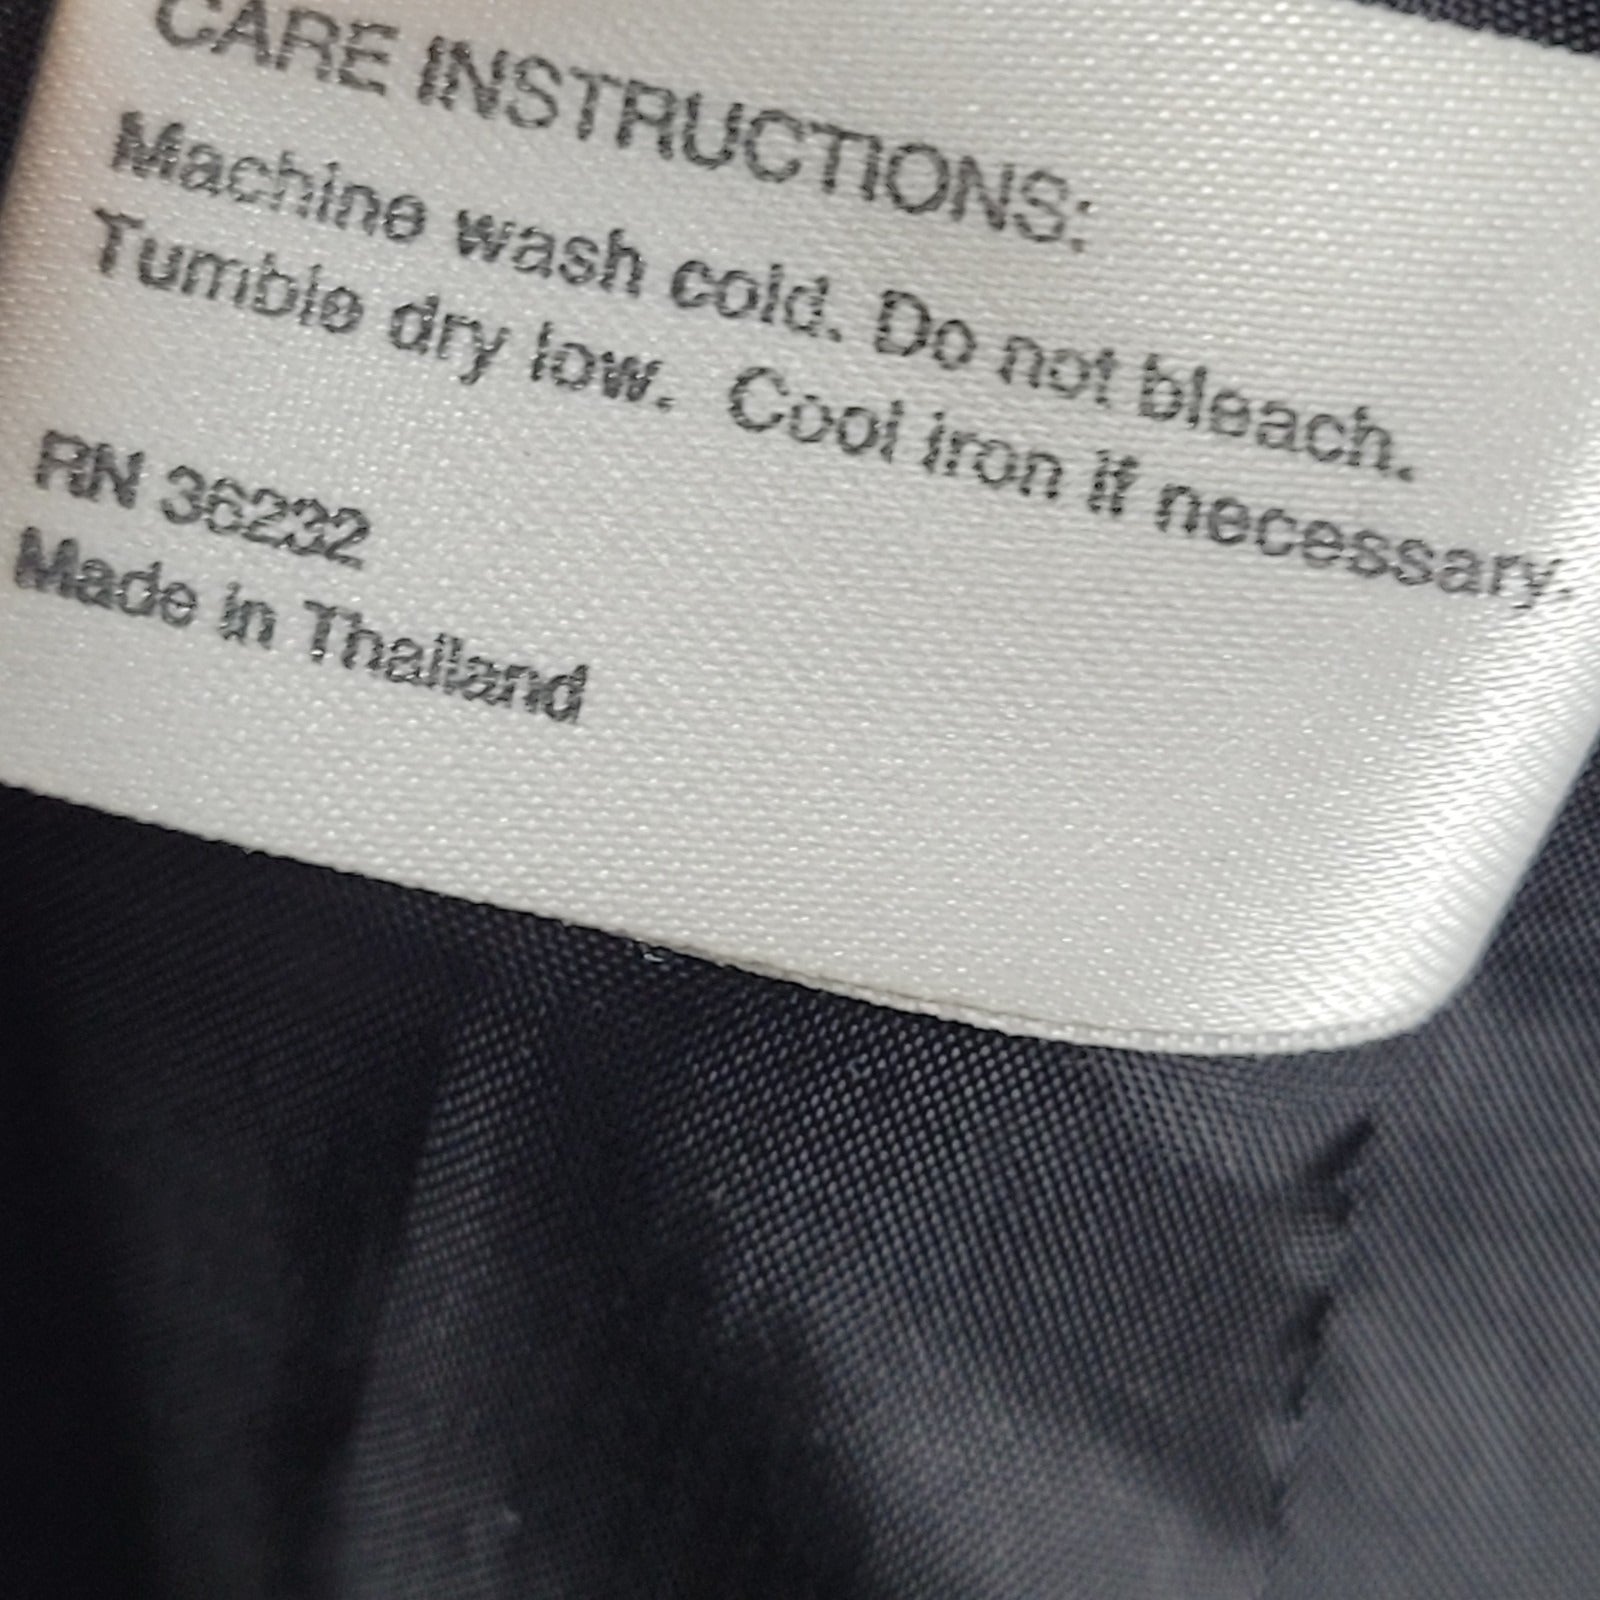 CARE INSTRUCTIONS:
Machine wash cold. Do not bleach.
Tumble dry low. Cool iron if necessary.
RN 36232
Made in Thailand